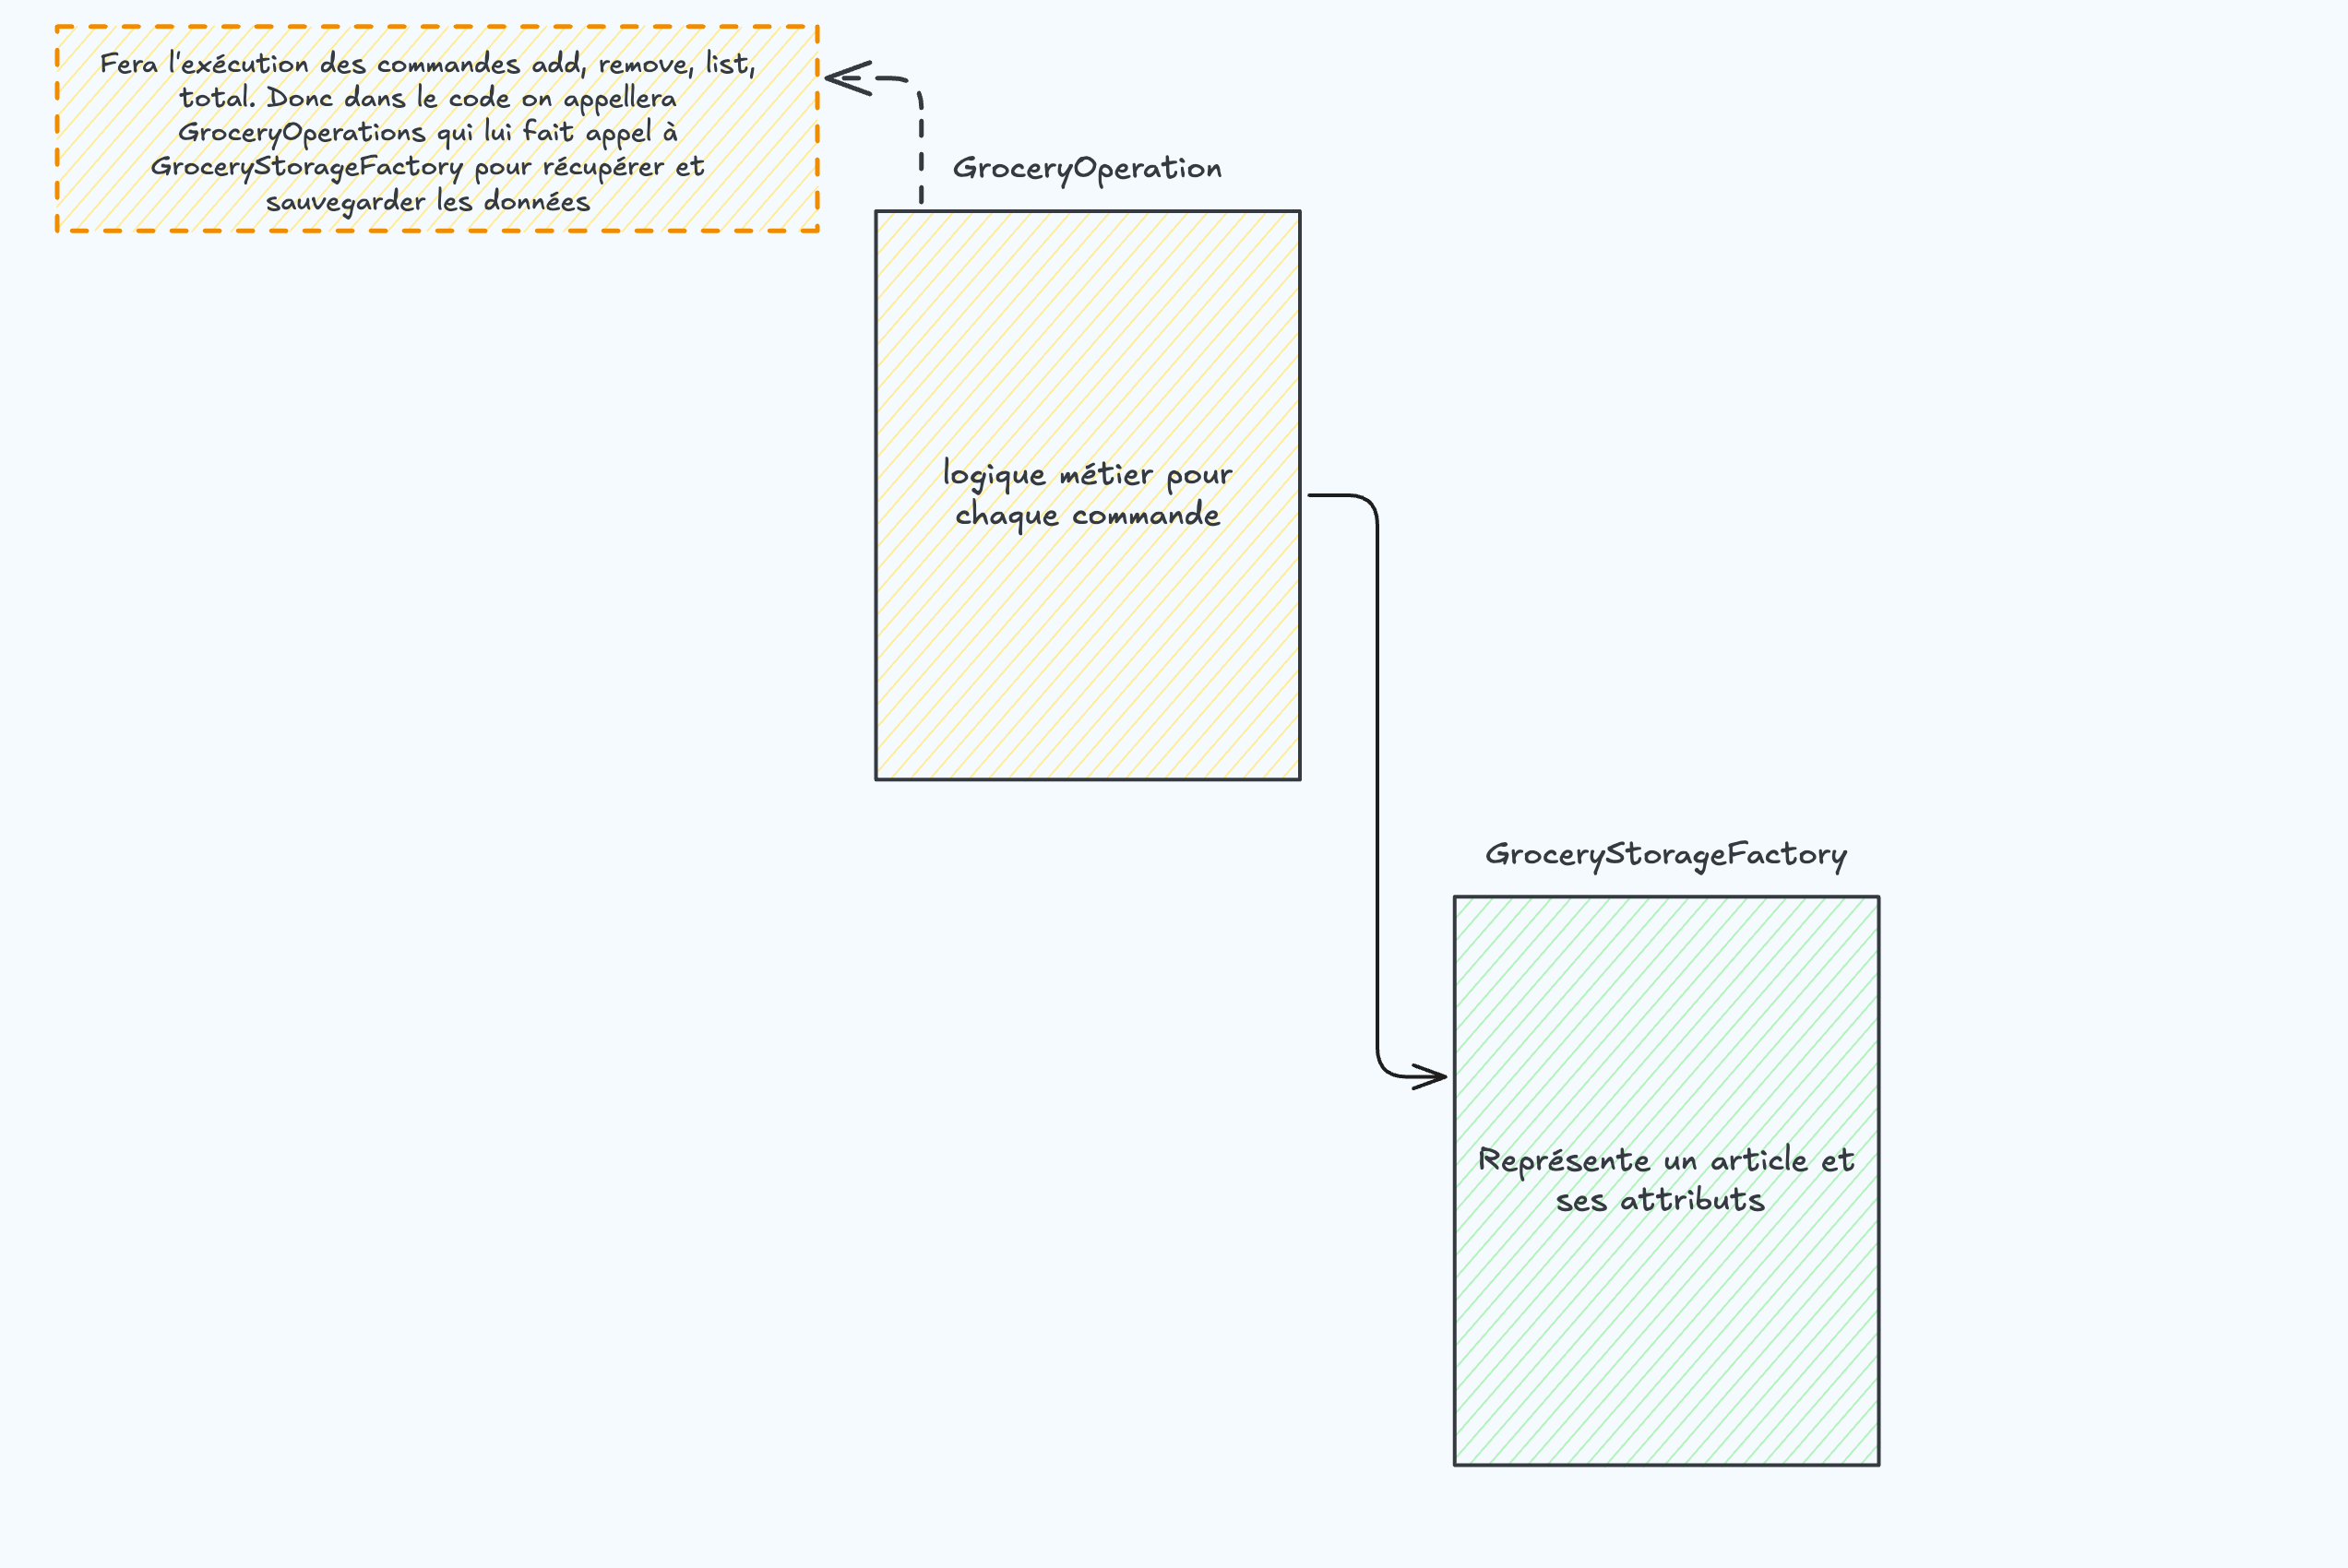 Fera l'exécution des commandes add, remove, list,
total. Donc dans le code on appellera
GroceryOperations qui lui fait appel à
GroceryStorageFactory pour récupérer et
sauvegarder les données
GroceryOperation
logique métier pour
chaque commande
GroceryStorageFactory
Représente un article et
ses attributs